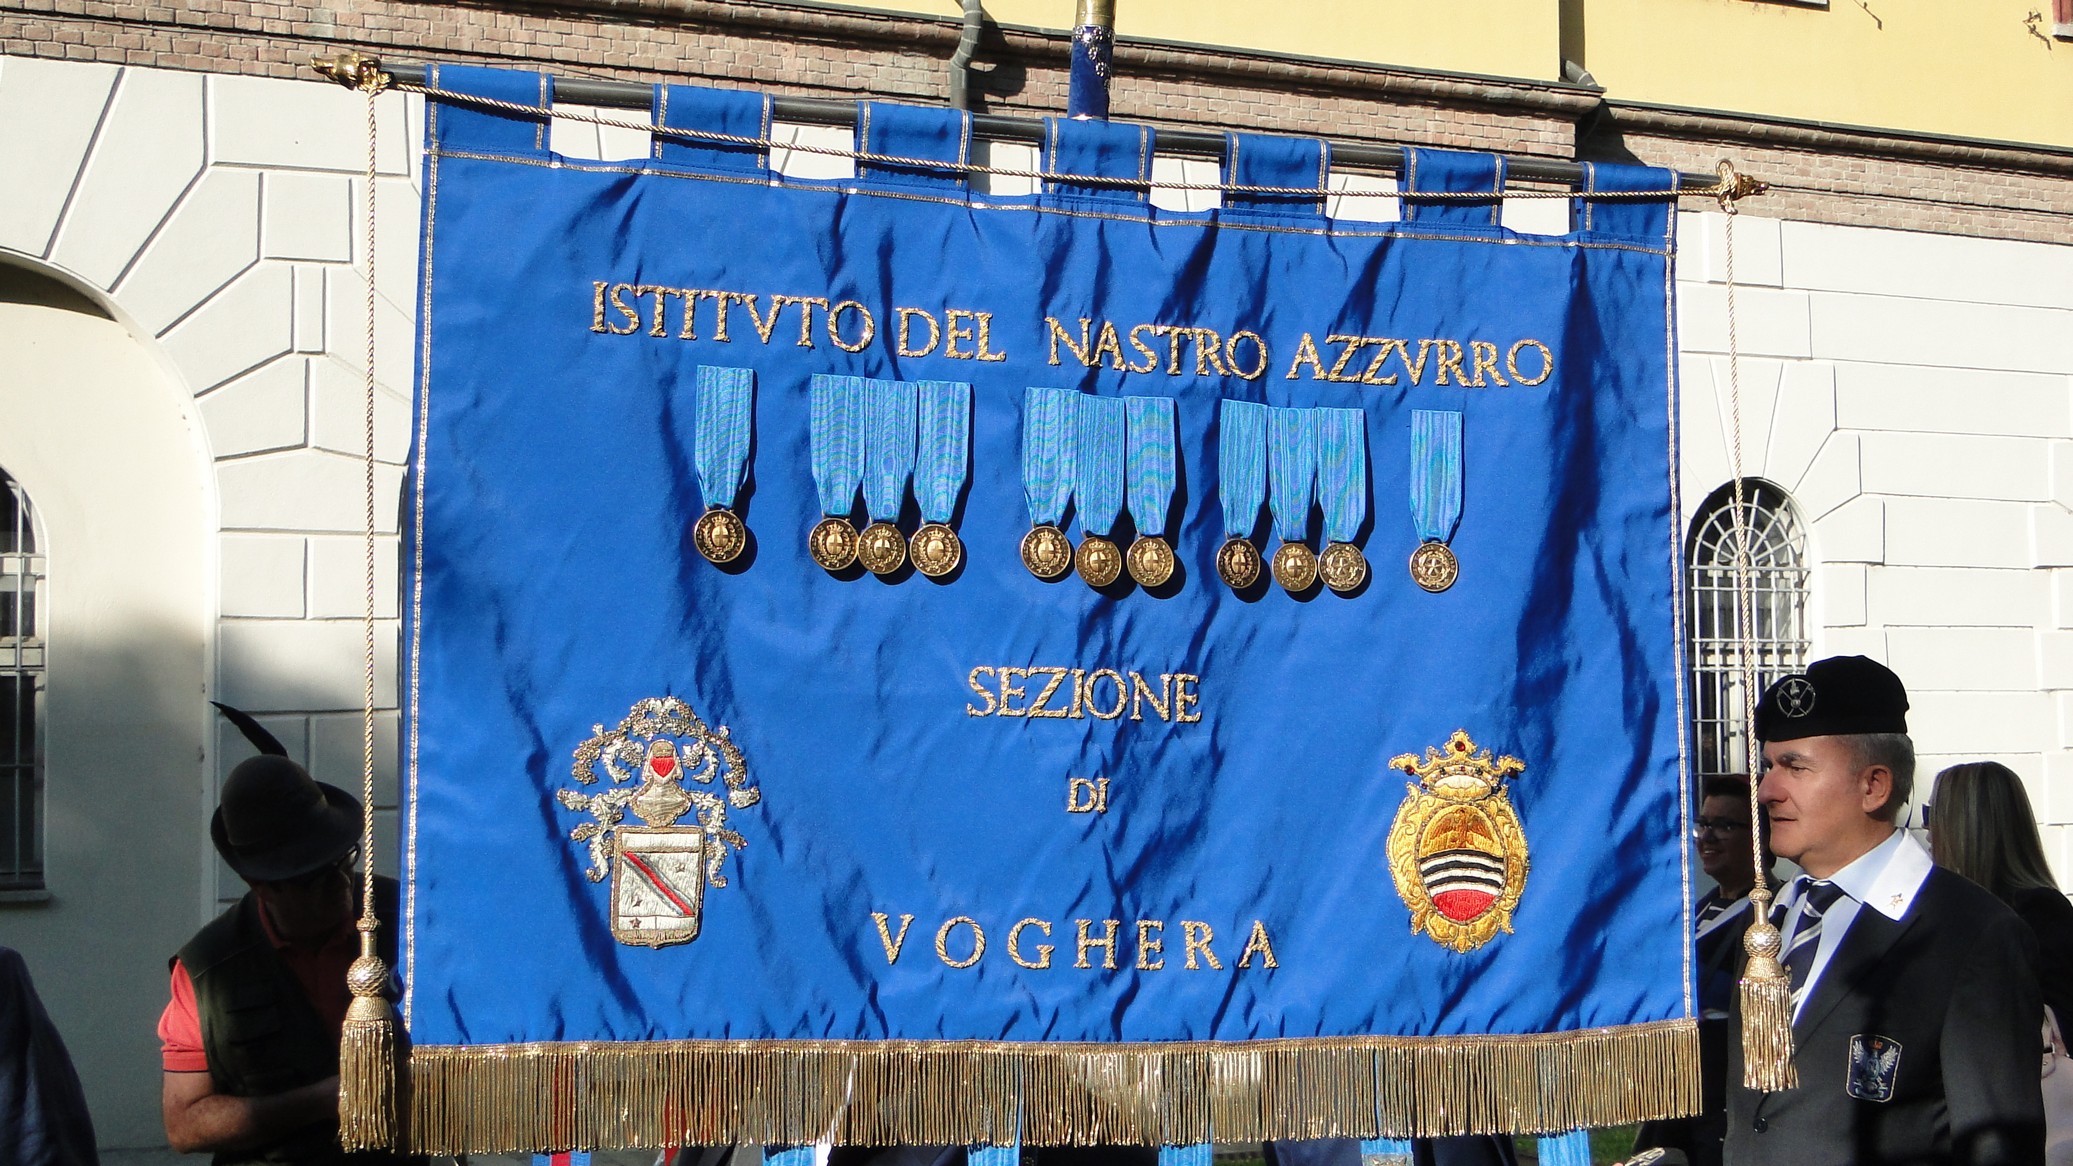 ISTITVTO DEL NASTRO AZZVRRO
SEZIONE
DI
VOGHERA